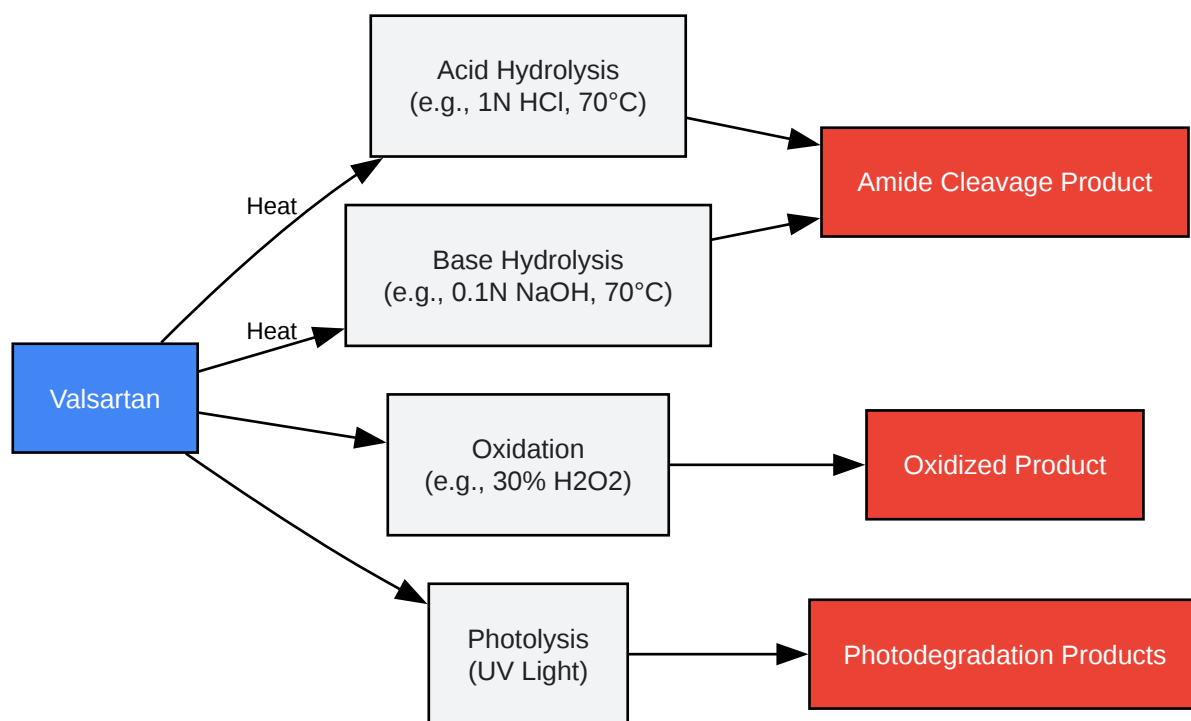 Acid Hydrolysis
(e.g., 1N HCl, 70°C)
Amide Cleavage Product
Heat
Base Hydrolysis
(e.g., 0.1N NaOH, 70°C)
Heat
Valsartan
Oxidation
(e.g., 30% H2O2)
Oxidized Product
Photolysis
(UV Light)
Photodegradation Products